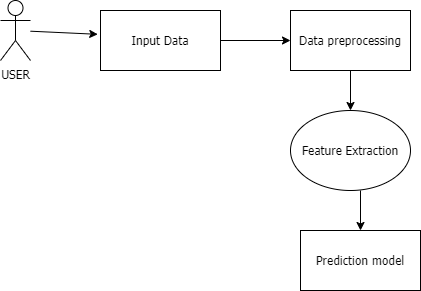 USER
Input Data
Data preprocessing
Feature Extraction
Prediction model